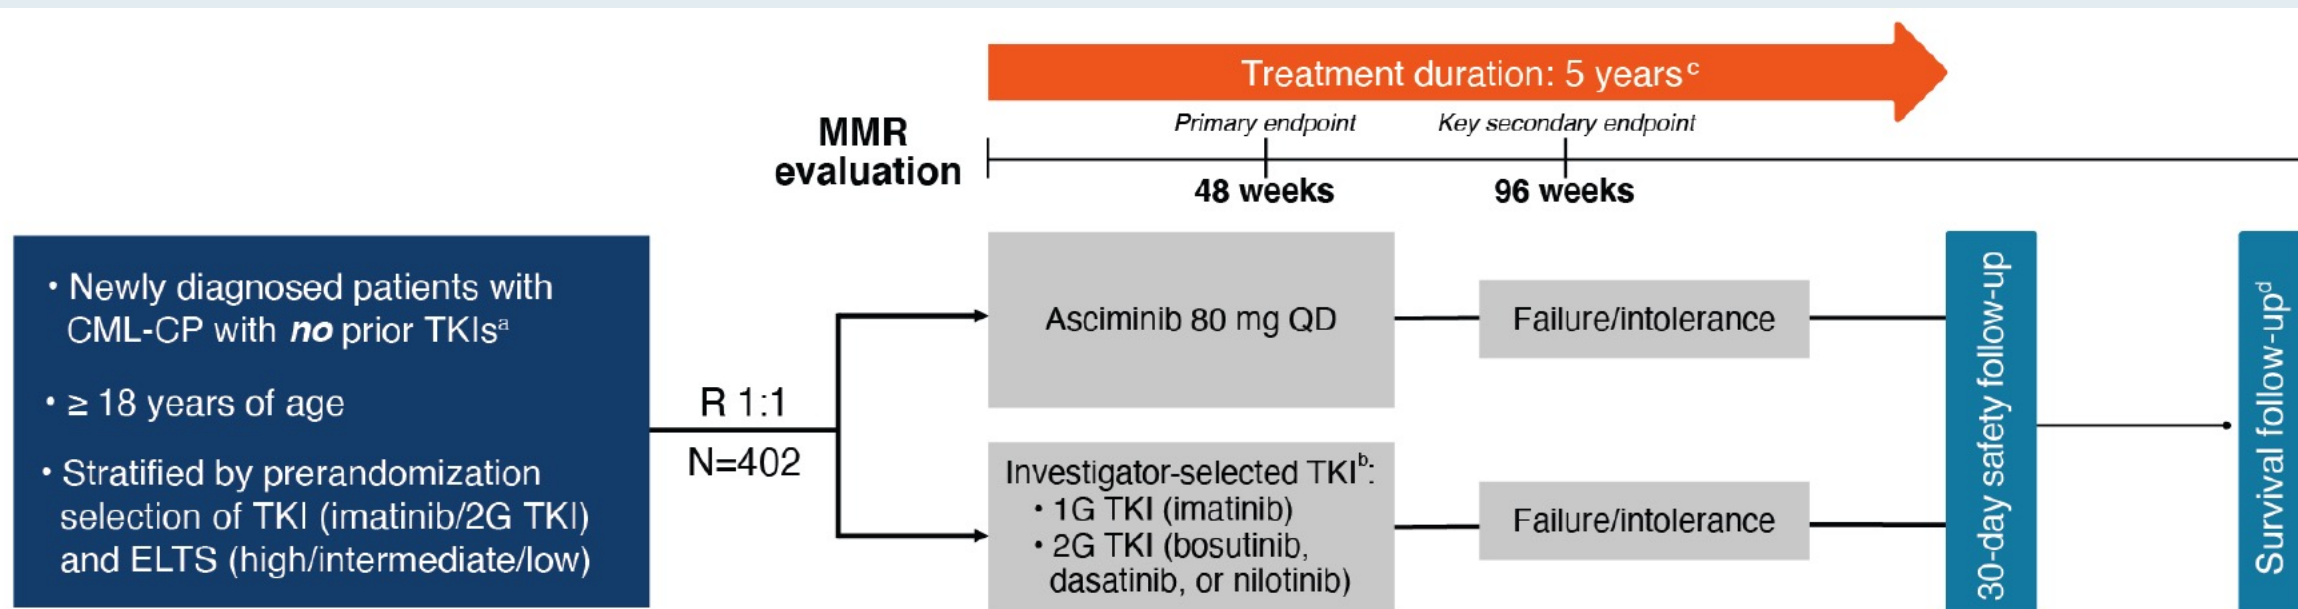 Treatment duration: 5 yearsᶜ
MMR
evaluation
Primary endpoint
Key secondary endpoint
48 weeks
96 weeks
• Newly diagnosed patients with
CML-CP with no prior TKIsᵃ
• ≥ 18 years of age
• Stratified by prerandomization
selection of TKI (imatinib/2G TKI)
and ELTS (high/intermediate/low)
R 1:1
N=402
Asciminib 80 mg QD
Failure/intolerance
Investigator-selected TKIᵇ:
• 1G TKI (imatinib)
• 2G TKI (bosutinib,
dasatinib, or nilotinib)
Failure/intolerance
30-day safety follow-up
Survival follow-upᵈ